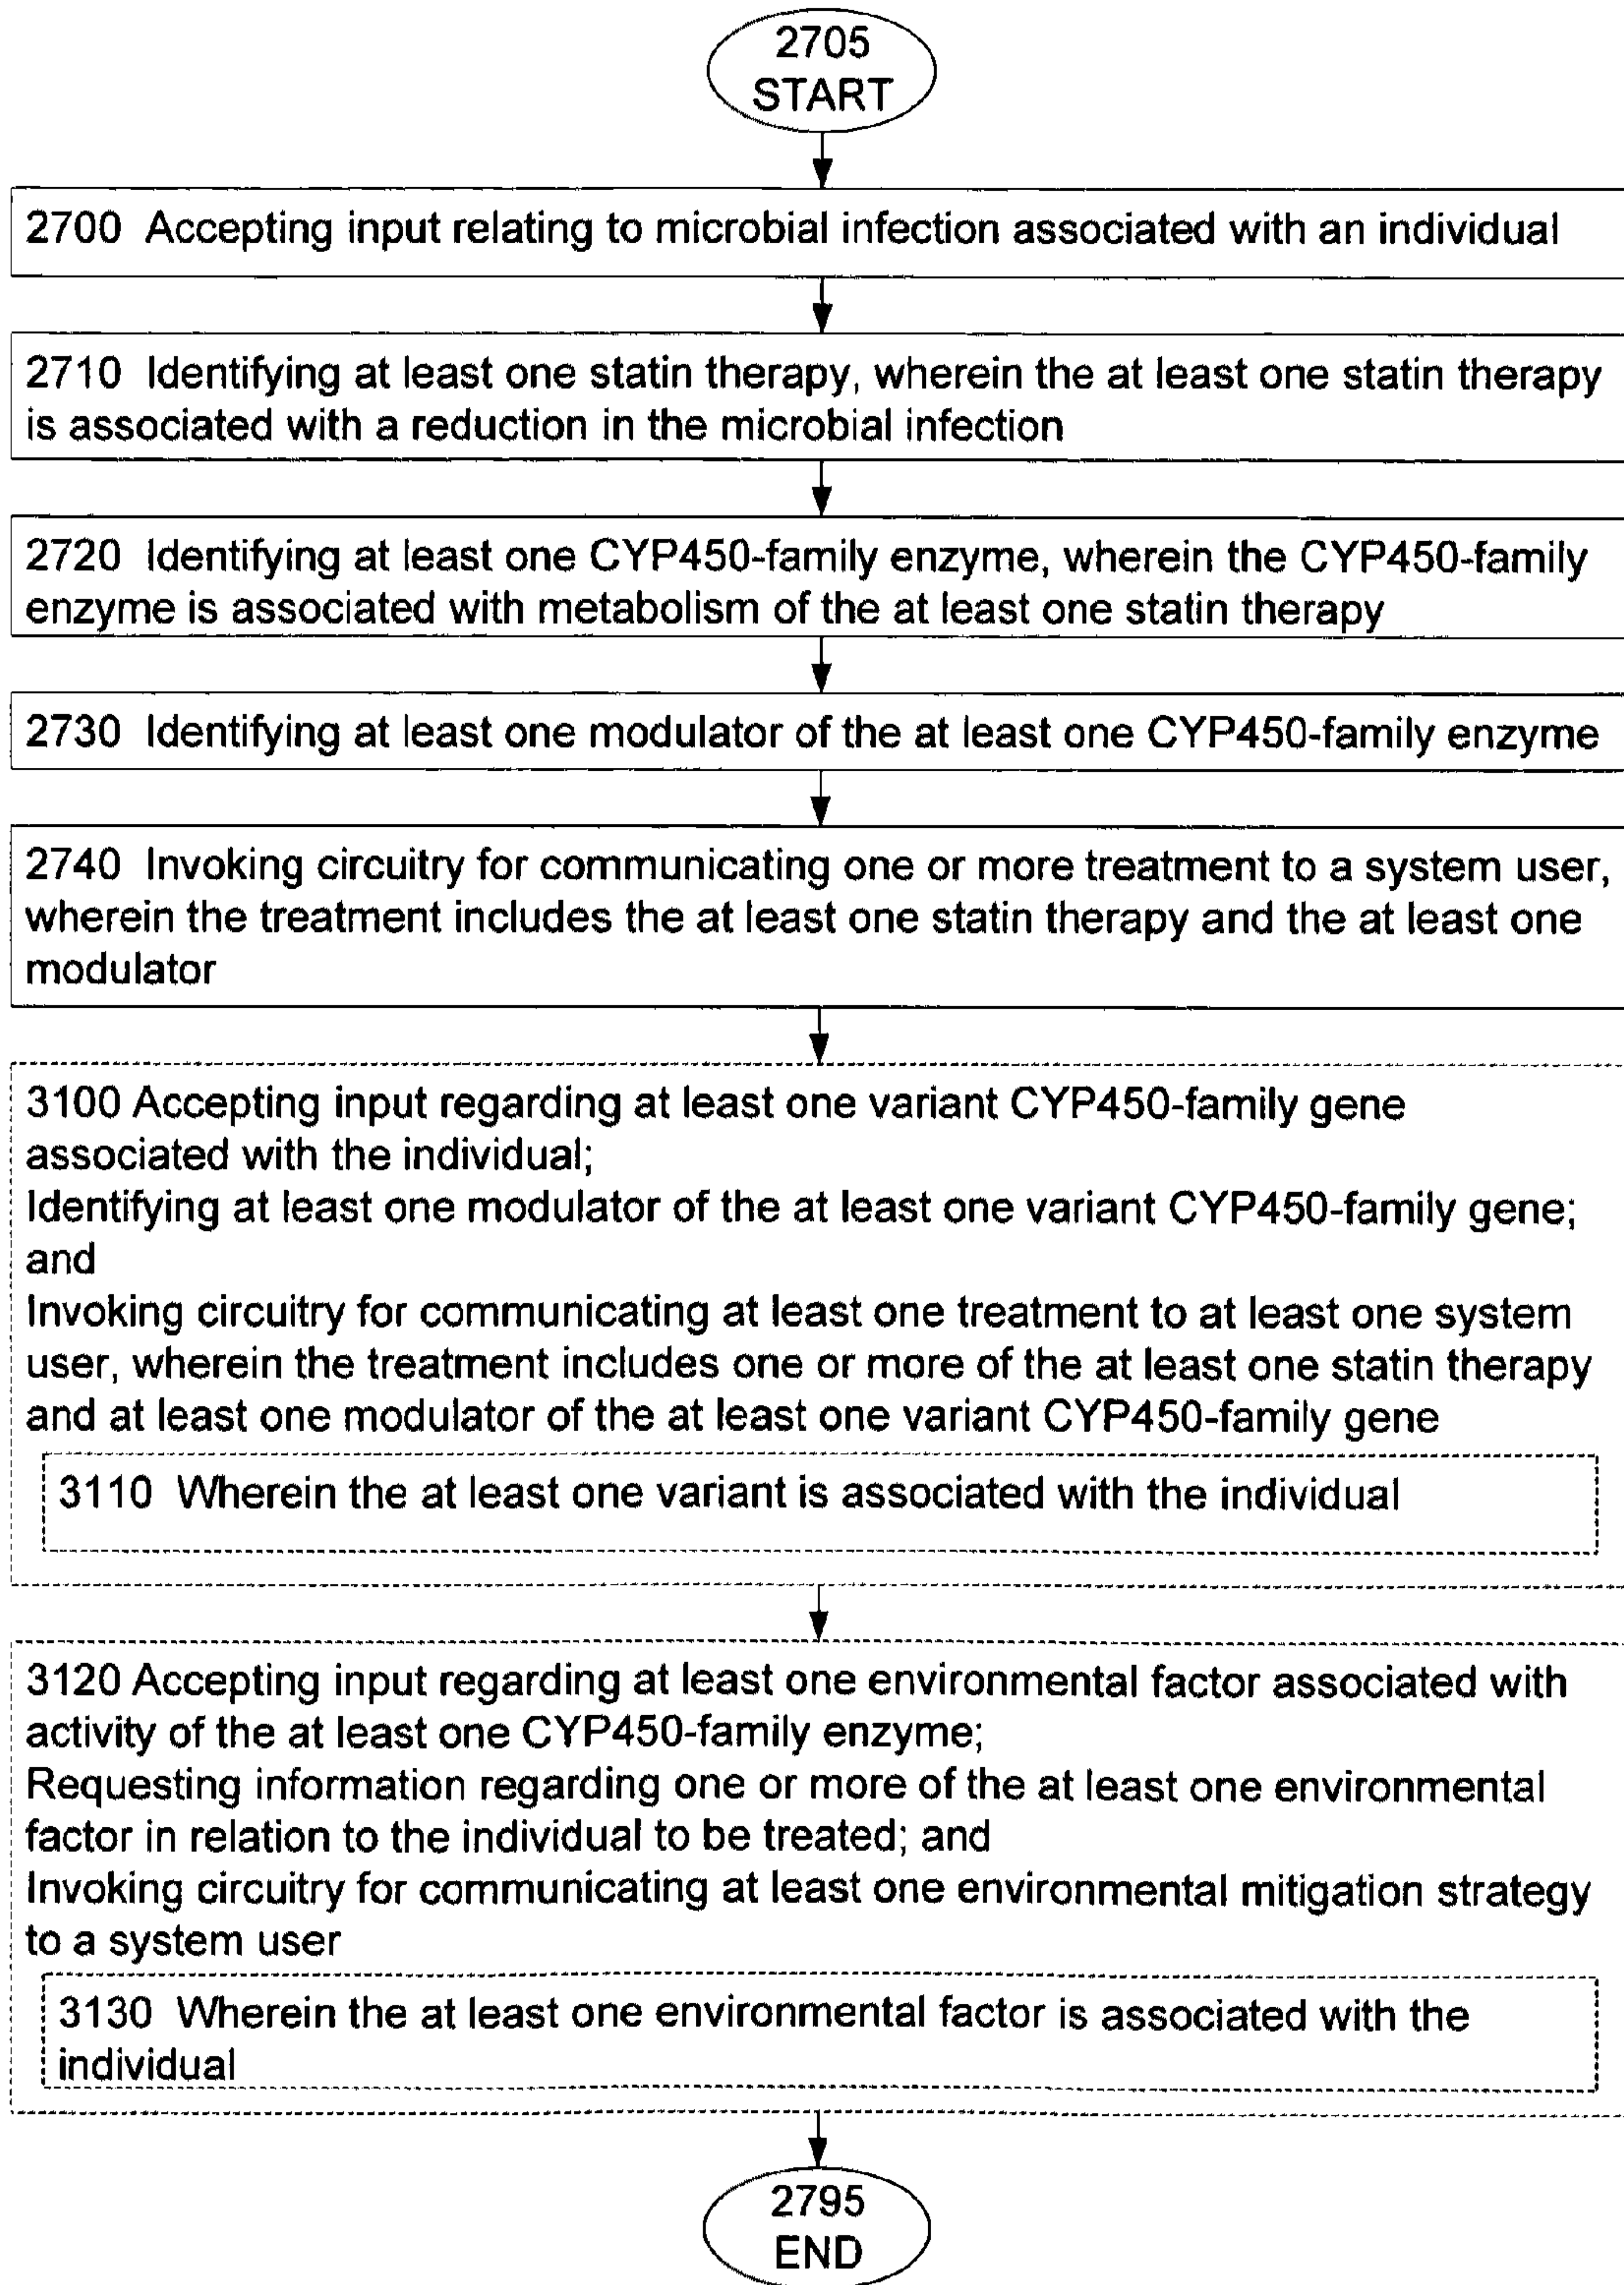 2705
START
2700 Accepting input relating to microbial infection associated with an individual
2710 Identifying at least one statin therapy, wherein the at least one statin therapy
is associated with a reduction in the microbial infection
2720 Identifying at least one CYP450-family enzyme, wherein the CYP450-family
enzyme is associated with metabolism of the at least one statin therapy
2730 Identifying at least one modulator of the at least one CYP450-family enzyme
2740 Invoking circuitry for communicating one or more treatment to a system user,
wherein the treatment includes the at least one statin therapy and the at least one
modulator
3100 Accepting input regarding at least one variant CYP450-family gene
associated with the individual;
Identifying at least one modulator of the at least one variant CYP450-family gene;
and
Invoking circuitry for communicating at least one treatment to at least one system
user, wherein the treatment includes one or more of the at least one statin therapy
and at least one modulator of the at least one variant CYP450-family gene
3110 Wherein the at least one variant is associated with the individual
3120 Accepting input regarding at least one environmental factor associated with
activity of the at least one CYP450-family enzyme;
Requesting information regarding one or more of the at least one environmental
factor in relation to the individual to be treated; and
Invoking circuitry for communicating at least one environmental mitigation strategy
to a system user
3130 Wherein the at least one environmental factor is associated with the
individual
2795
END